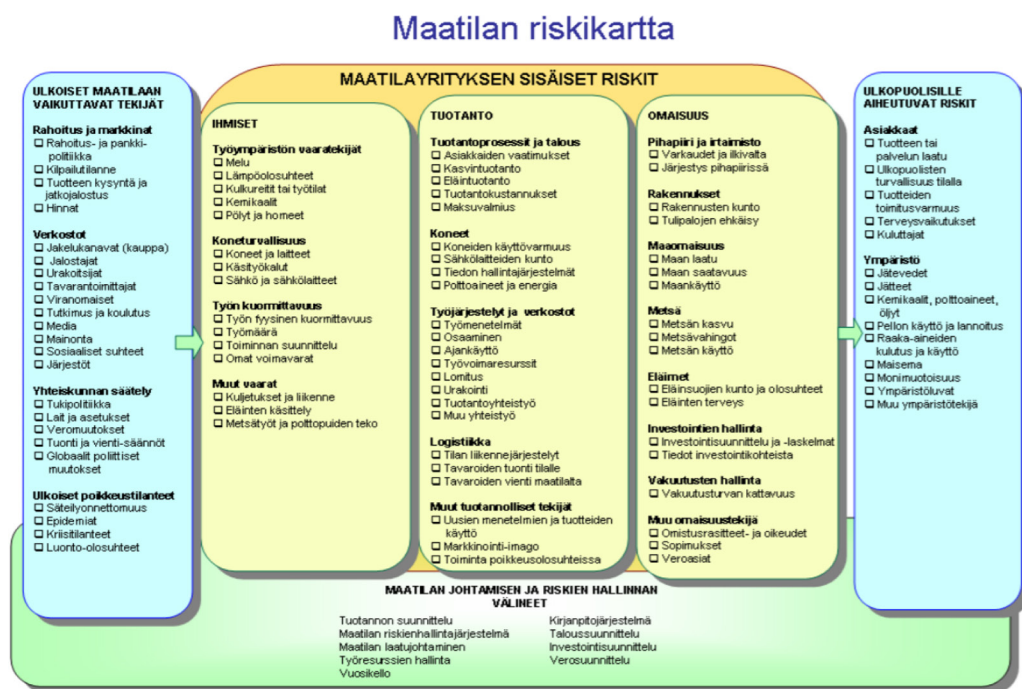 Maatilan riskikartta
ULKOISET MAATILAAN
VAIKUTTAVAT TEKIJÄT
Rahoitus ja markkinat
❑ Rahoitus- ja pankki-
politiikka
❑ Kilpailutilanne
❑ Tuotteen kysyntä ja
jatkojalostus
❑ Hinnat
Verkostot
❑ Jakelukanavat (kauppa)
❑ Jalostajat
❑ Urakoitsijat
❑ Tavarantoimittajat
❑ Viranomaiset
❑ Tutkimus ja koulutus
❑ Media
❑ Mainonta
❑ Sosiaaliset suhteet
❑ Järjestöt
Yhteiskunnan säätely
❑ Tukipolitiikka
❑ Lait ja asetukset
❑ Veromuutokset
❑ Tuonti ja vienti-säännöt
❑ Globaalit poliittiset
muutokset
Ulkoiset poikkeustilanteet
❑ Säteilyonnettomuus
❑ Epidemiat
❑ Kriisitilanteet
❑ Luonto-olosuhteet
MAATILAYRITYKSEN SISÄISET RISKIT
IHMISET
Työympäristön vaaratekijät
❑ Melu
❑ Lämpöolosuhteet
❑ Kulkureitit tai työtilat
❑ Kemikaalit
❑ Pölyt ja homeet
Koneturvallisuus
❑ Koneet ja laitteet
❑ Käsityökalut
❑ Sähkö ja sähkölaitteet
Työn kuormittavuus
❑ Työn fyysinen kuormittavuus
❑ Työmäärä
❑ Toiminnan suunnittelu
❑ Omat voimavarat
Muut vaarat
❑ Kuljetukset ja liikenne
❑ Eläinten käsittely
❑ Metsätyöt ja polttopuiden teko
TUOTANTO
Tuotantoprosessit ja talous
❑ Asiakkaiden vaatimukset
❑ Kasvintuotanto
❑ Eläintuotanto
❑ Tuotantokustannukset
❑ Maksuvalmius
Koneet
❑ Koneiden käyttövarmuus
❑ Sähkölaitteiden kunto
❑ Tiedon hallintajärjestelmät
❑ Polttoaineet ja energia
Työjärjestelyt ja verkostot
❑ Työmenetelmät
❑ Osaaminen
❑ Ajankäyttö
❑ Työvoimaresurssit
❑ Lomitus
❑ Urakointi
❑ Tuotantoyhteistyö
❑ Muu yhteistyö
Logistiikka
❑ Tilan liikennejärjestelyt
❑ Tavaroiden tuonti tilalle
❑ Tavaroiden vienti maatilalta
Muut tuotannolliset tekijät
❑ Uusien menetelmien ja tuotteiden
käyttö
❑ Markkinointi-imago
❑ Toiminta poikkeusolosuhteissa
OMAISUUS
Pihapiiri ja irtaimisto
❑ Varkaudet ja ilkivalta
❑ Järjestys pihapiirissä
Rakennukset
❑ Rakennusten kunto
❑ Tulipalojen ehkäisy
Maaomaisuus
❑ Maan laatu
❑ Maan saatavuus
❑ Maankäyttö
Metsä
❑ Metsän kasvu
❑ Metsävahingot
❑ Metsän käyttö
Eläimet
❑ Eläinsuojien kunto ja olosuhteet
❑ Eläinten terveys
Investointien hallinta
❑ Investointisuunnittelu ja -laskelmat
❑ Tiedot investointikohteista
Vakuutusten hallinta
❑ Vakuutusturvan kattavuus
Muu omaisuustekijä
❑ Omistusrasitteet- ja oikeudet
❑ Sopimukset
❑ Veroasiat
ULKOPUOLISILLE
AIHEUTUVAT RISKIT
Asiakkaat
❑ Tuotteen tai
palvelun laatu
❑ Ulkopuolisten
turvallisuus tilalla
❑ Tuotteiden
toimitusvarmuus
❑ Terveysvaikutukset
❑ Kuluttajat
Ympäristö
❑ Jätevedet
❑ Jätteet
❑ Kemikaalit, polttoaineet,
öljyt
❑ Pellon käyttö ja lannoitus
❑ Raaka-aineiden
kulutus ja käyttö
❑ Maisema
❑ Monimuotoisuus
❑ Ympäristöluvat
❑ Muu ympäristötekijä
MAATILAN JOHTAMISEN JA RISKIEN HALLINNAN
VÄLINEET
Tuotannon suunnittelu
Maatilan riskienhallintajärjestelmä
Maatilan laatujohtaminen
Työresurssien hallinta
Vuosikello
Kirjanpitojärjestelmä
Taloussuunnittelu
Investointisuunnittelu
Verosuunnittelu